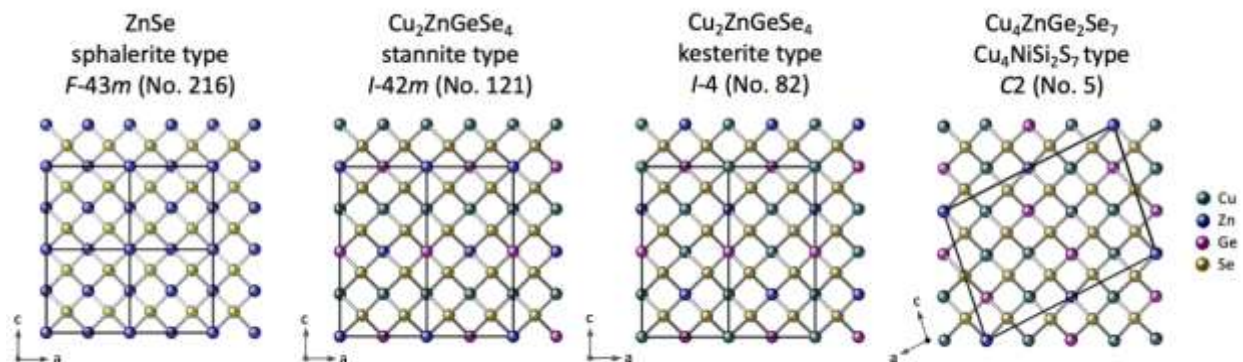 ZnSe
sphalerite type
F-43m (No. 216)
Cu₂ZnGeSe₄
stannite type
I-42m (No. 121)
Cu₂ZnGeSe₄
kesterite type
I-4 (No. 82)
Cu₄ZnGe₂Se₇
Cu₄NiSi₂S₇ type
C2 (No. 5)
Cu
Zn
Ge
Se
c
a
c
a
c
a
c
a